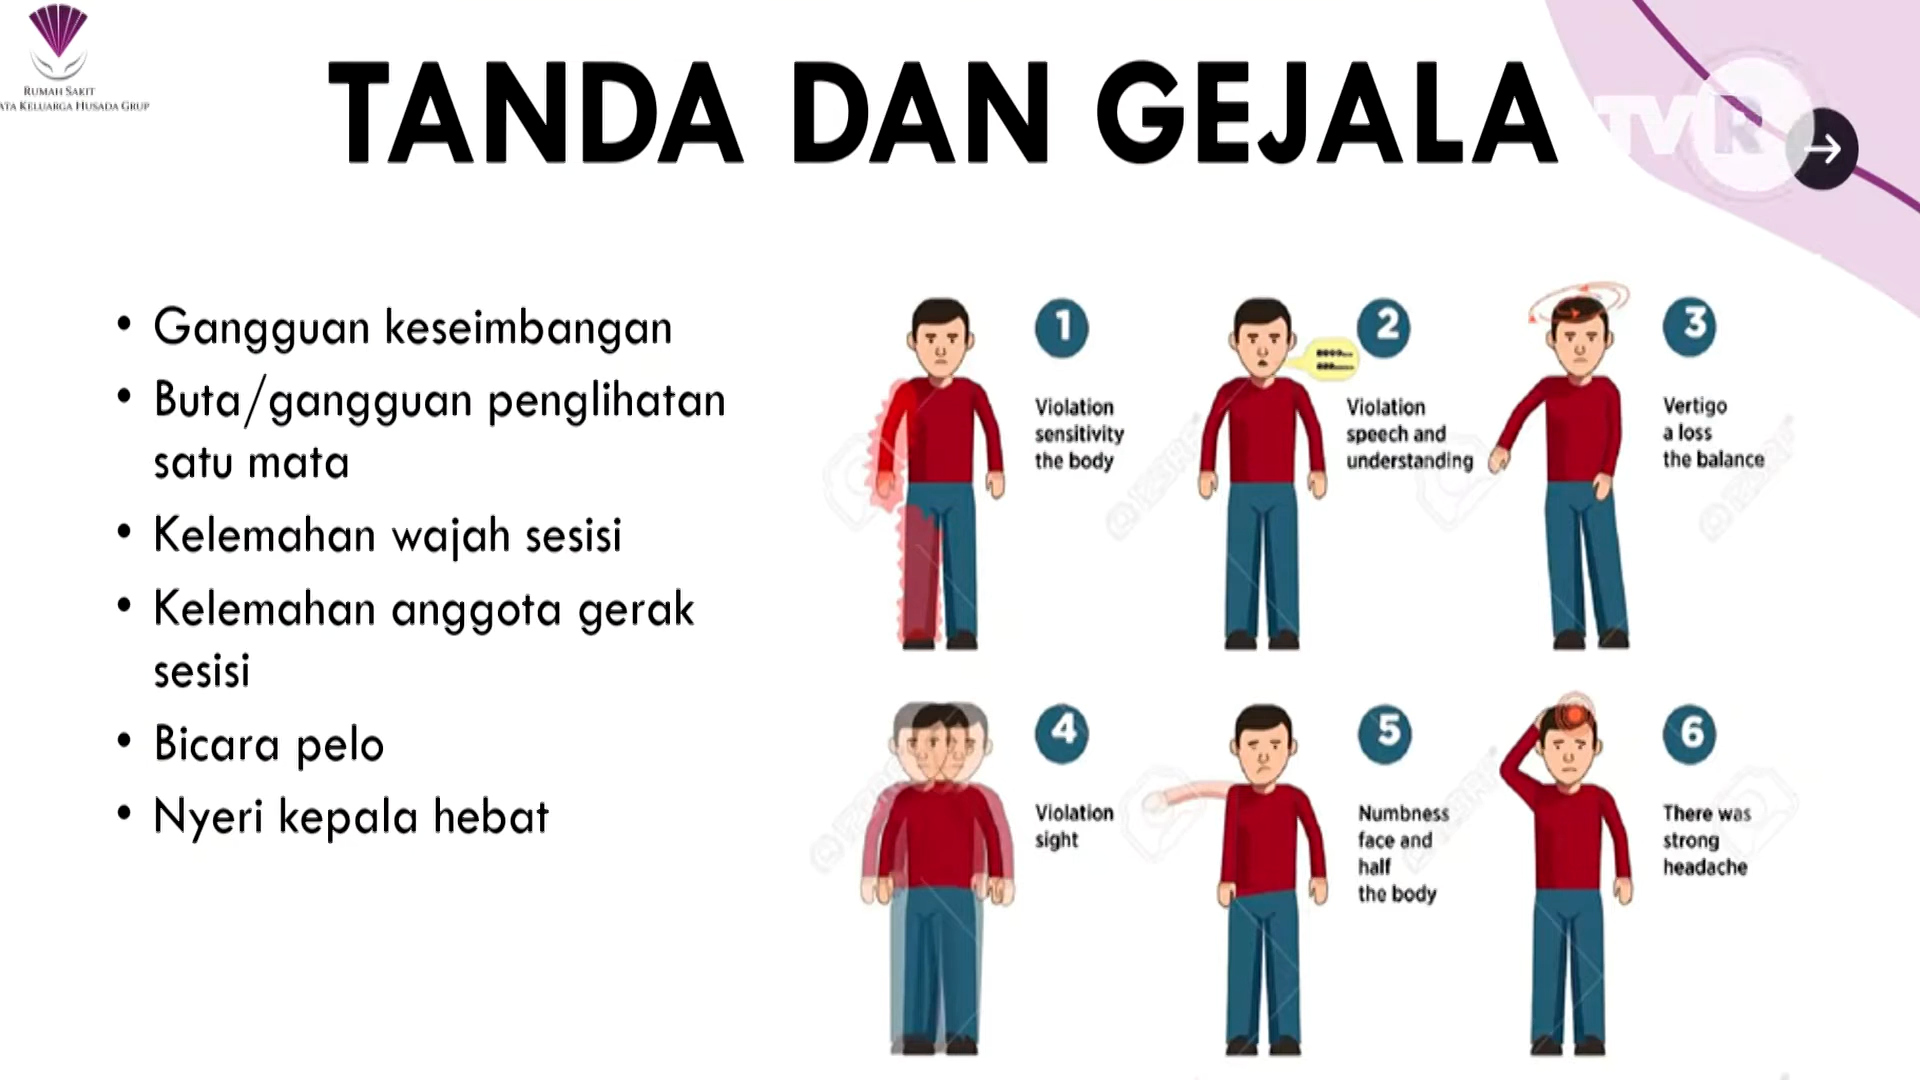 RUMAH SAKIT
ATA KELUARGA HUSADA GRUP
TANDA DAN GEJALA
TVR
• Gangguan keseimbangan
• Buta/gangguan penglihatan
satu mata
• Kelemahan wajah sesisi
• Kelemahan anggota gerak
sesisi
• Bicara pelo
• Nyeri kepala hebat
1
Violation
sensitivity
the body
2
Violation
speech and
understanding
3
Vertigo
a loss
the balance
4
Violation
sight
5
Numbness
face and
half
the body
6
There was
strong
headache